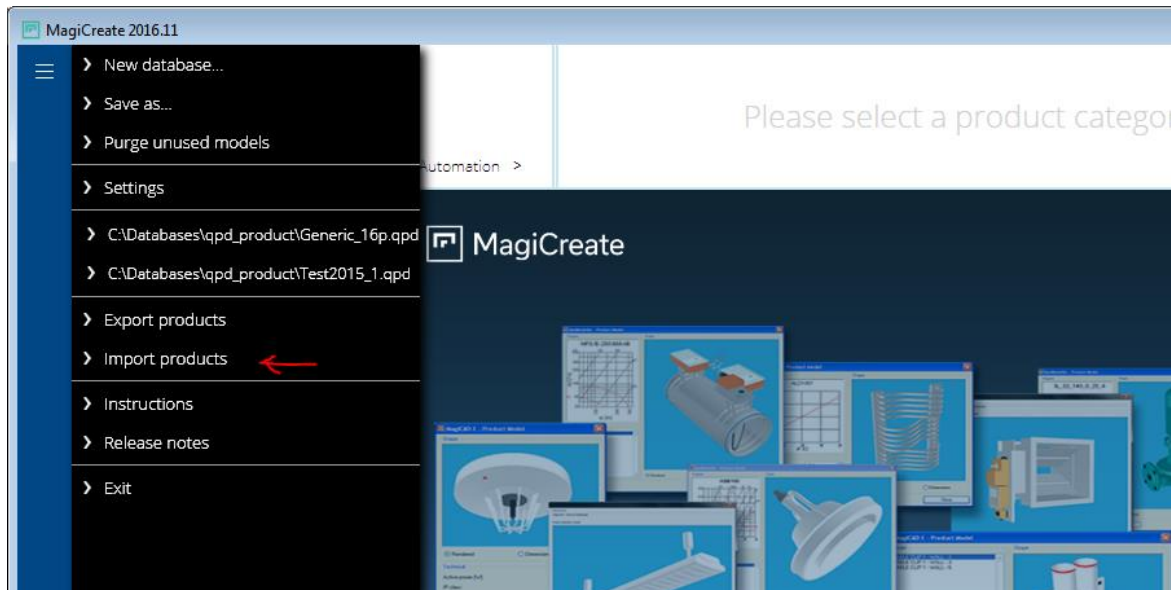 MagiCreate 2016.11
New database...
Save as...
Purge unused models
Settings
C:\Databases\qpd_product\Generic_16p.qpd
C:\Databases\qpd_product\Test2015_1.qpd
Export products
Import products
Instructions
Release notes
Exit
Please select a product categor
Automation >
MagiCreate